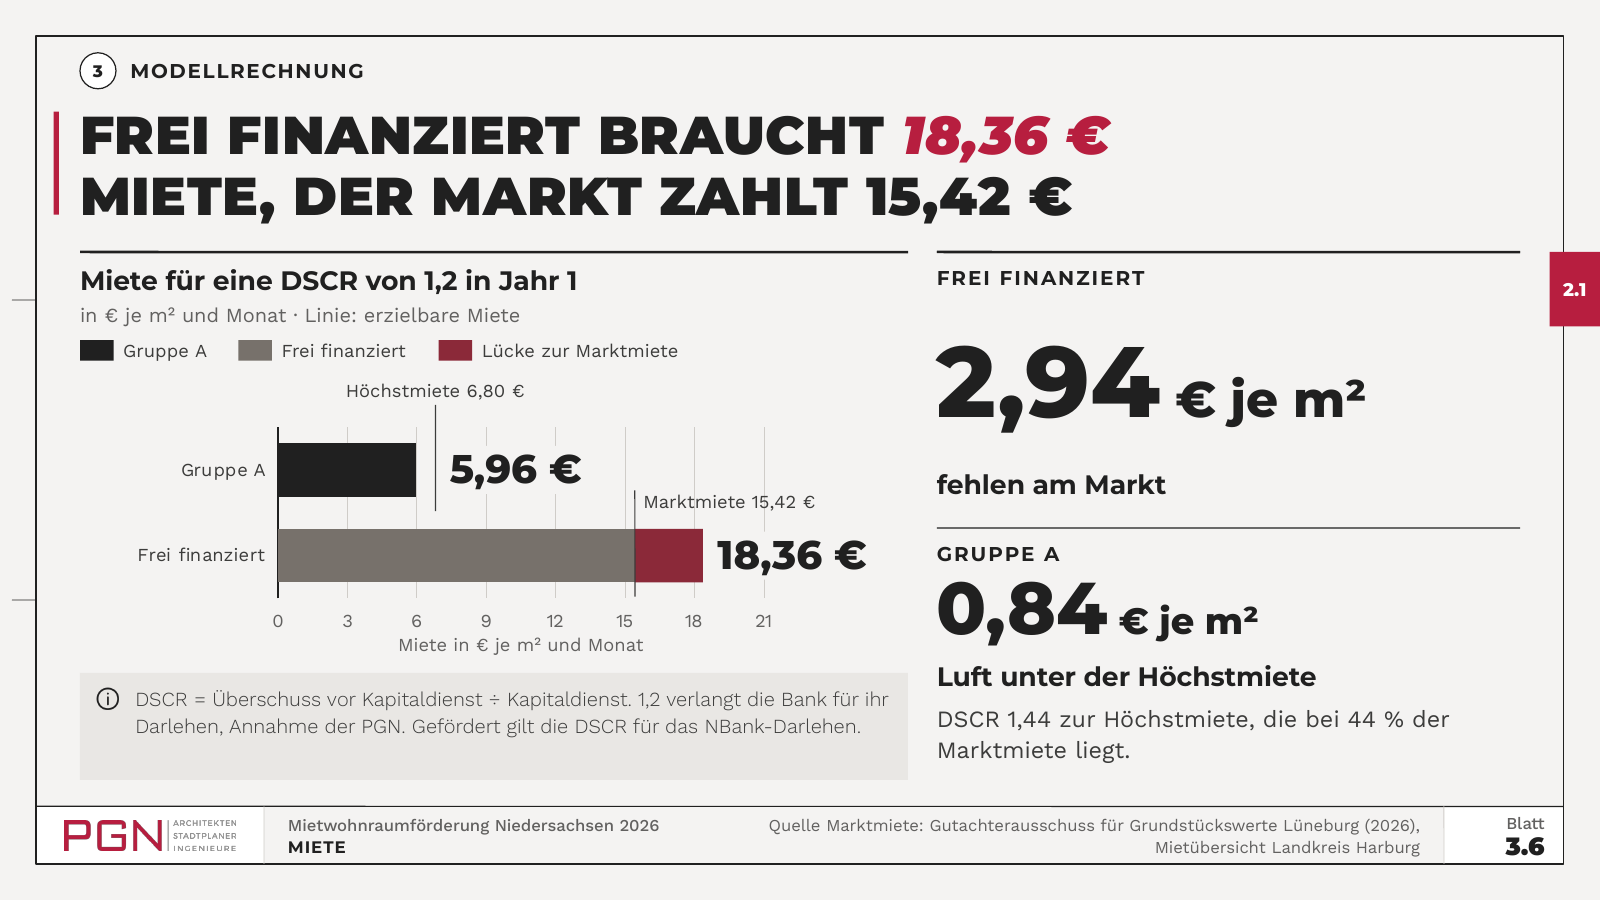 3 MODELLRECHNUNG
FREI FINANZIERT BRAUCHT 18,36 €
MIETE, DER MARKT ZAHLT 15,42 €
Miete für eine DSCR von 1,2 in Jahr 1
in € je m² und Monat · Linie: erzielbare Miete
Gruppe A Frei finanziert Lücke zur Marktmiete
Höchstmiete 6,80 €
Gruppe A 5,96 €
Marktmiete 15,42 €
Frei finanziert 18,36 €
0 3 6 9 12 15 18 21
Miete in € je m² und Monat
DSCR = Überschuss vor Kapitaldienst ÷ Kapitaldienst. 1,2 verlangt die Bank für ihr
Darlehen, Annahme der PGN. Gefördert gilt die DSCR für das NBank-Darlehen.
FREI FINANZIERT
2,94 € je m²
fehlen am Markt
GRUPPE A
0,84 € je m²
Luft unter der Höchstmiete
DSCR 1,44 zur Höchstmiete, die bei 44 % der
Marktmiete liegt.
2.1
PGN
ARCHITEKTEN
STADTPLANER
INGENIEURE
Mietwohnraumförderung Niedersachsen 2026
MIETE
Quelle Marktmiete: Gutachterausschuss für Grundstückswerte Lüneburg (2026),
Mietübersicht Landkreis Harburg
Blatt
3.6